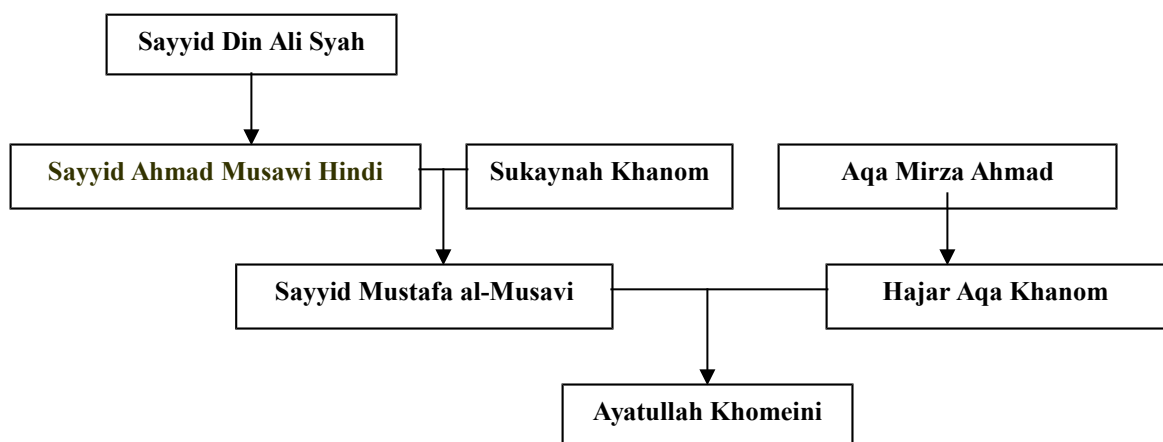 Sayyid Din Ali Syah
Sayyid Ahmad Musawi Hindi
Sukaynah Khanom
Aqa Mirza Ahmad
Sayyid Mustafa al-Musavi
Hajar Aqa Khanom
Ayatullah Khomeini